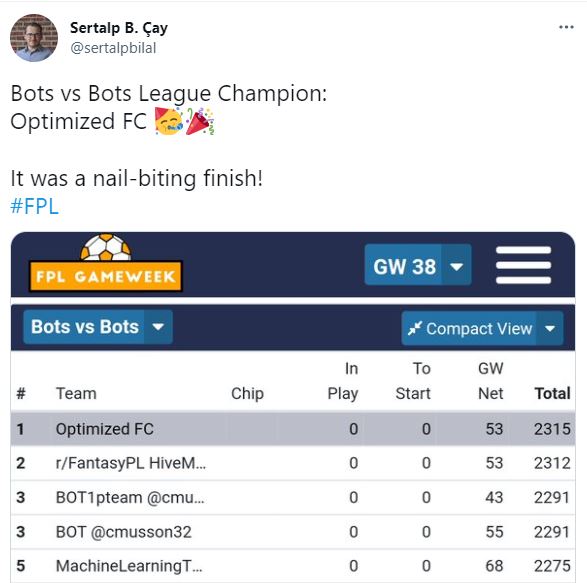 Sertalp B. Çay
@sertalpbilal
Bots vs Bots League Champion:
Optimized FC 🥳🎉
It was a nail-biting finish!
#FPL
FPL GAMEWEEK
GW 38
Bots vs Bots
Compact View
# Team Chip In Play To Start GW Net Total
1 Optimized FC 0 0 53 2315
2 r/FantasyPL HiveM... 0 0 53 2312
3 BOT1pteam @cmu... 0 0 43 2291
3 BOT @cmusson32 0 0 55 2291
5 MachineLearningT... 0 0 68 2275